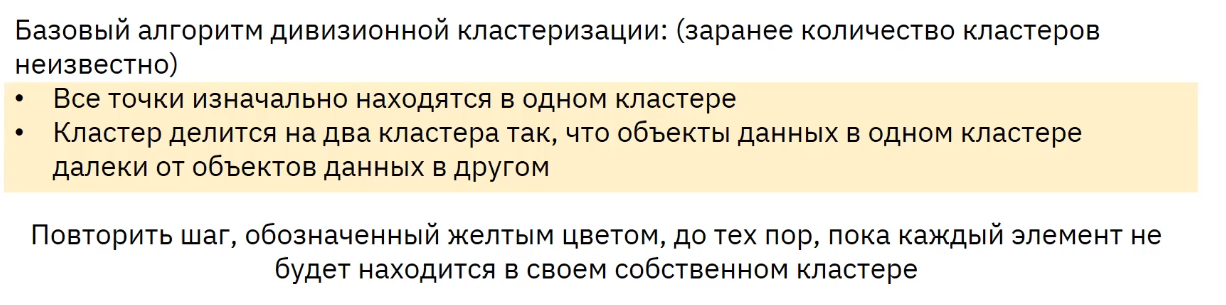 Базовый алгоритм дивизионной кластеризации: (заранее количество кластеров
неизвестно)
• Все точки изначально находятся в одном кластере
• Кластер делится на два кластера так, что объекты данных в одном кластере
далеки от объектов данных в другом
Повторить шаг, обозначенный желтым цветом, до тех пор, пока каждый элемент не
будет находится в своем собственном кластере